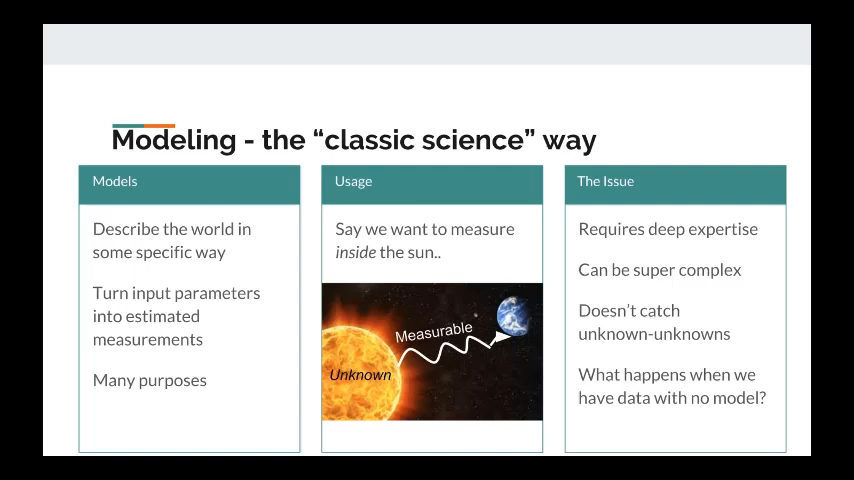 Modeling - the “classic science” way
Models
Describe the world in
some specific way
Turn input parameters
into estimated
measurements
Many purposes
Usage
Say we want to measure
inside the sun..
Measurable
Unknown
The Issue
Requires deep expertise
Can be super complex
Doesn’t catch
unknown-unknowns
What happens when we
have data with no model?